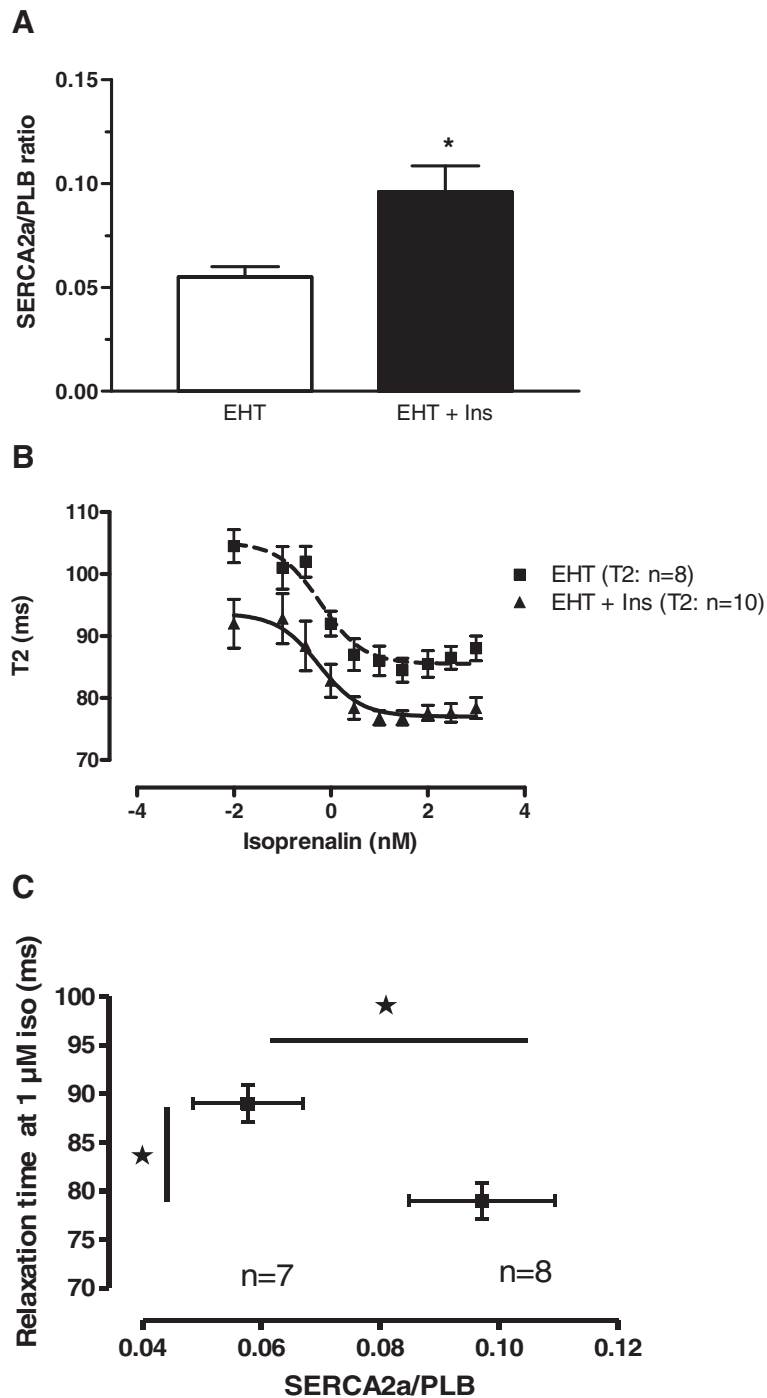 A
SERCA2a/PLB ratio
0.15
0.10
0.05
0.00
*
EHT
EHT + Ins
B
T2 (ms)
110
100
90
80
70
-4
-2
0
2
4
Isoprenalin (nM)
EHT (T2: n=8)
EHT + Ins (T2: n=10)
C
Relaxation time at 1 µM iso (ms)
100
95
90
85
80
75
70
n=7
n=8
0.04
0.06
0.08
0.10
0.12
SERCA2a/PLB